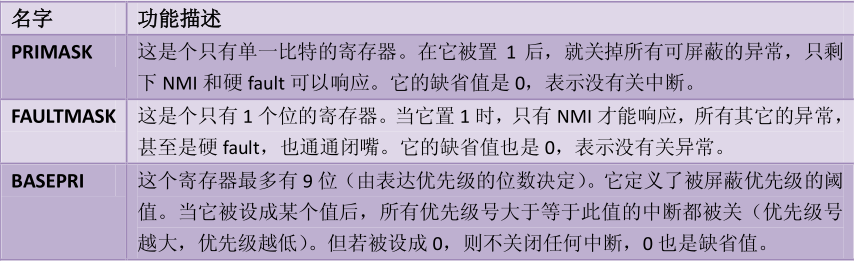 名字 功能描述
PRIMASK 这是个只有单一比特的寄存器。在它被置 1 后，就关掉所有可屏蔽的异常，只剩
下 NMI 和硬 fault 可以响应。它的缺省值是 0，表示没有关中断。
FAULTMASK 这是个只有 1 个位的寄存器。当它置 1 时，只有 NMI 才能响应，所有其它的异常，
甚至是硬 fault，也通通闭嘴。它的缺省值也是 0，表示没有关异常。
BASEPRI 这个寄存器最多有 9 位（由表达优先级的位数决定）。它定义了被屏蔽优先级的阈
值。当它被设成某个值后，所有优先级号大于等于此值的中断都被关（优先级号
越大，优先级越低）。但若被设成 0，则不关闭任何中断，0 也是缺省值。